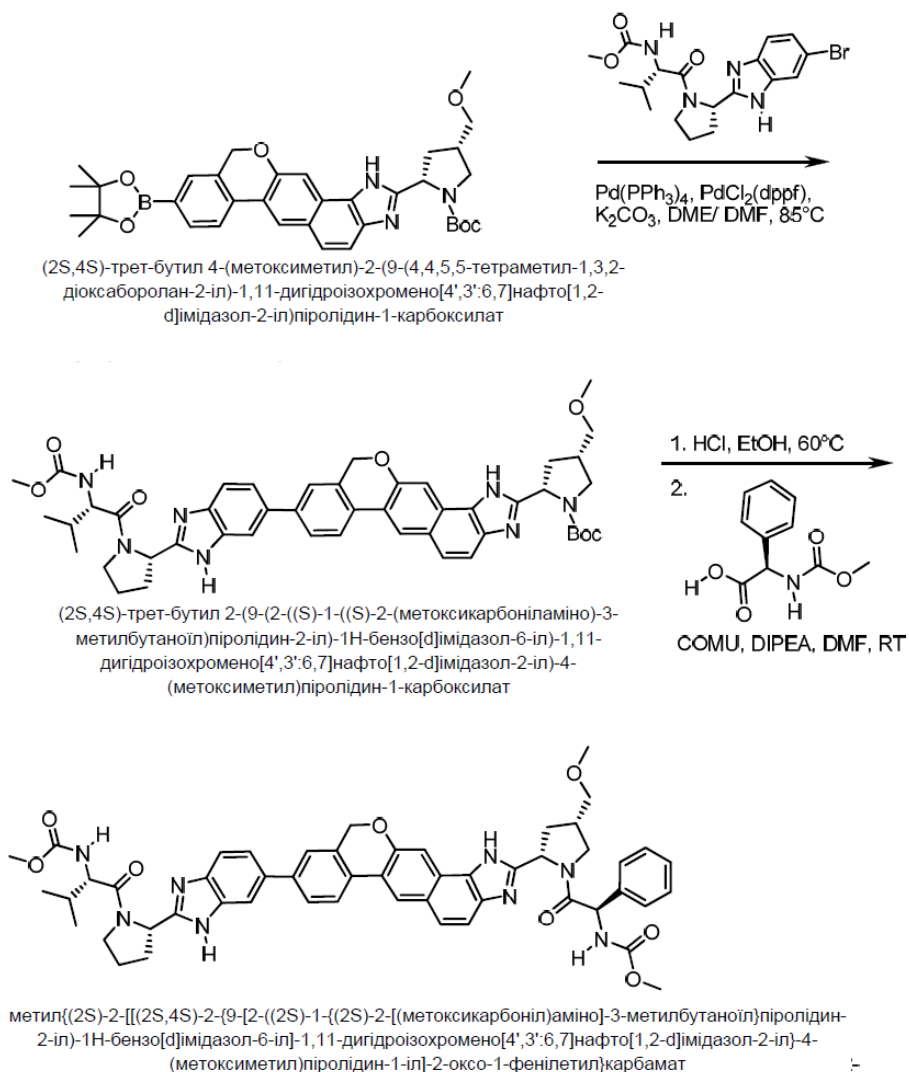 Pd(PPh3)4, PdCl2(dppf),
K2CO3, DME/ DMF, 85°C
(2S,4S)-трет-бутил 4-(метоксиметил)-2-(9-(4,4,5,5-тетраметил-1,3,2-
діоксаборолан-2-іл)-1,11-дигідроізохромено[4',3':6,7]нафто[1,2-
d]імідазол-2-іл)піролідин-1-карбоксилат
1. HCl, EtOH, 60°C
2.
COMU, DIPEA, DMF, RT
(2S,4S)-трет-бутил 2-(9-(2-((S)-1-((S)-2-(метоксикарбоніламіно)-3-
метилбутаноїл)піролідин-2-іл)-1H-бензо[d]імідазол-6-іл)-1,11-
дигідроізохромено[4',3':6,7]нафто[1,2-d]імідазол-2-іл)-4-
(метоксиметил)піролідин-1-карбоксилат
метил{(2S)-2-[[(2S,4S)-2-{9-[2-((2S)-1-{(2S)-2-[(метоксикарбоніл)аміно]-3-метилбутаноїл}піролідин-
2-іл)-1H-бензо[d]імідазол-6-іл]-1,11-дигідроізохромено[4',3':6,7]нафто[1,2-d]імідазол-2-іл}-4-
(метоксиметил)піролідин-1-іл]-2-оксо-1-фенілетил}карбамат